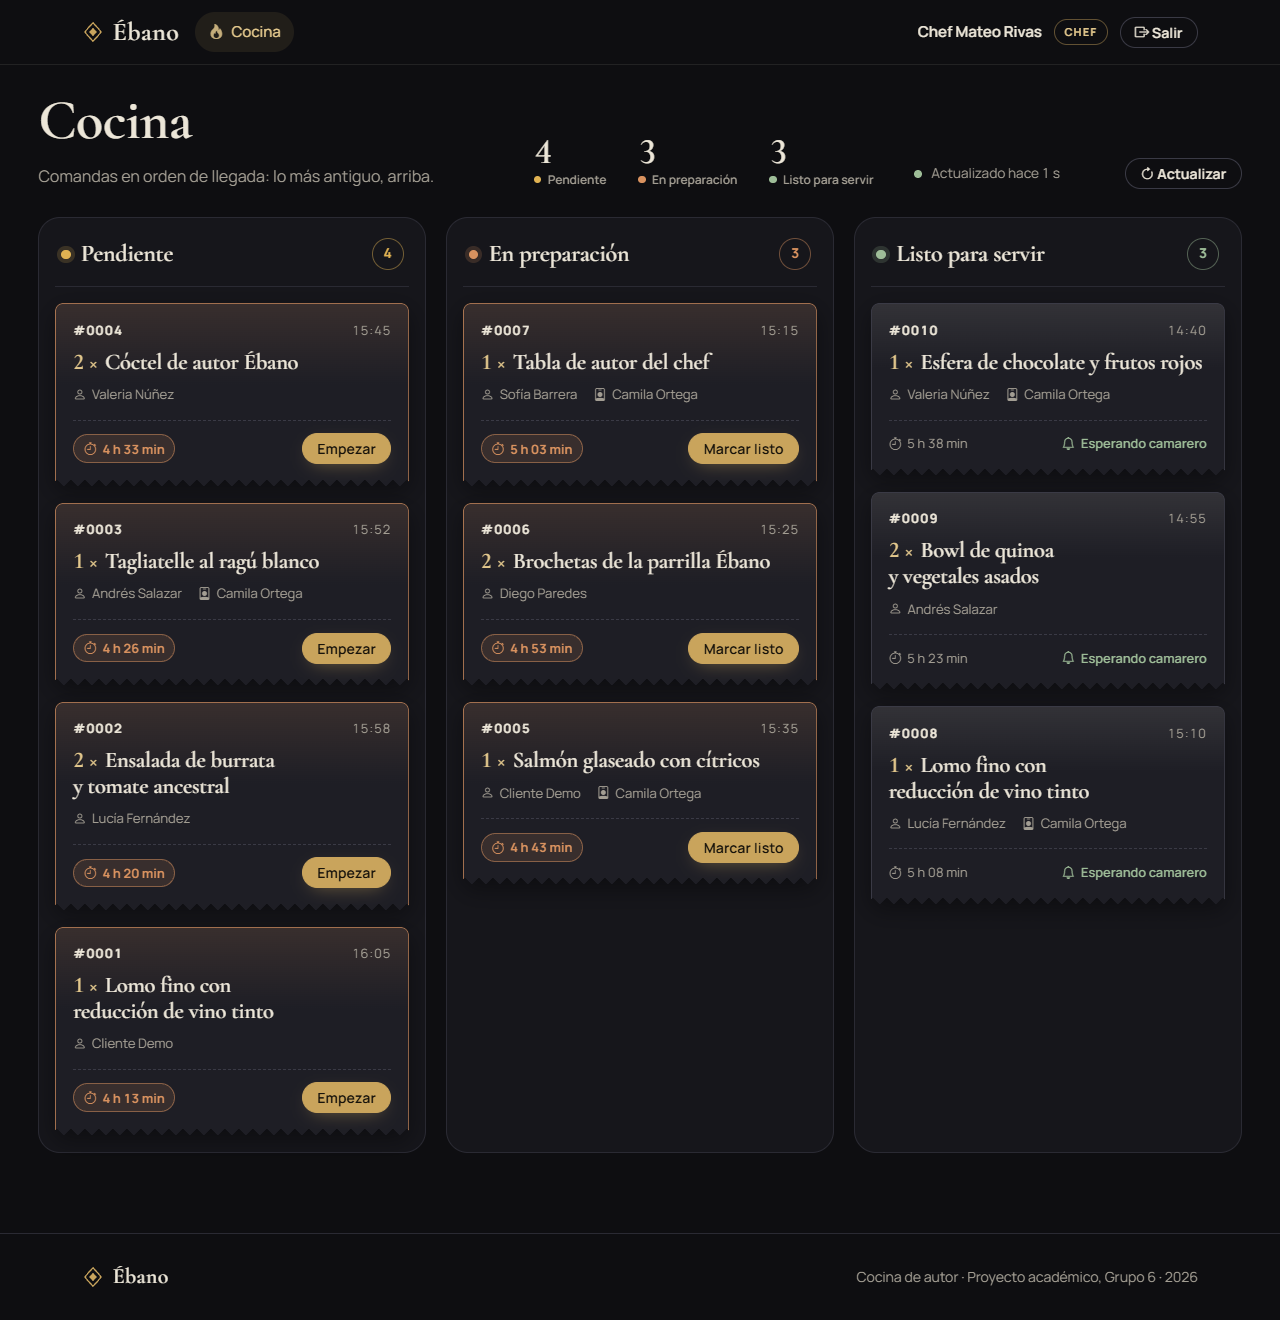 Ébano
Cocina
Chef Mateo Rivas
CHEF
Salir
Cocina
Comandas en orden de llegada: lo más antiguo, arriba.
4
Pendiente
3
En preparación
3
Listo para servir
Actualizado hace 1 s
Actualizar
Pendiente
4
#0004
15:45
2 × Cóctel de autor Ébano
Valeria Núñez
4 h 33 min
Empezar
#0003
15:52
1 × Tagliatelle al ragú blanco
Andrés Salazar
Camila Ortega
4 h 26 min
Empezar
#0002
15:58
2 × Ensalada de burrata
y tomate ancestral
Lucía Fernández
4 h 20 min
Empezar
#0001
16:05
1 × Lomo fino con
reducción de vino tinto
Cliente Demo
4 h 13 min
Empezar
En preparación
3
#0007
15:15
1 × Tabla de autor del chef
Sofía Barrera
Camila Ortega
5 h 03 min
Marcar listo
#0006
15:25
2 × Brochetas de la parrilla Ébano
Diego Paredes
4 h 53 min
Marcar listo
#0005
15:35
1 × Salmón glaseado con cítricos
Cliente Demo
Camila Ortega
4 h 43 min
Marcar listo
Listo para servir
3
#0010
14:40
1 × Esfera de chocolate y frutos rojos
Valeria Núñez
Camila Ortega
5 h 38 min
Esperando camarero
#0009
14:55
2 × Bowl de quinoa
y vegetales asados
Andrés Salazar
5 h 23 min
Esperando camarero
#0008
15:10
1 × Lomo fino con
reducción de vino tinto
Lucía Fernández
Camila Ortega
5 h 08 min
Esperando camarero
Ébano
Cocina de autor · Proyecto académico, Grupo 6 · 2026